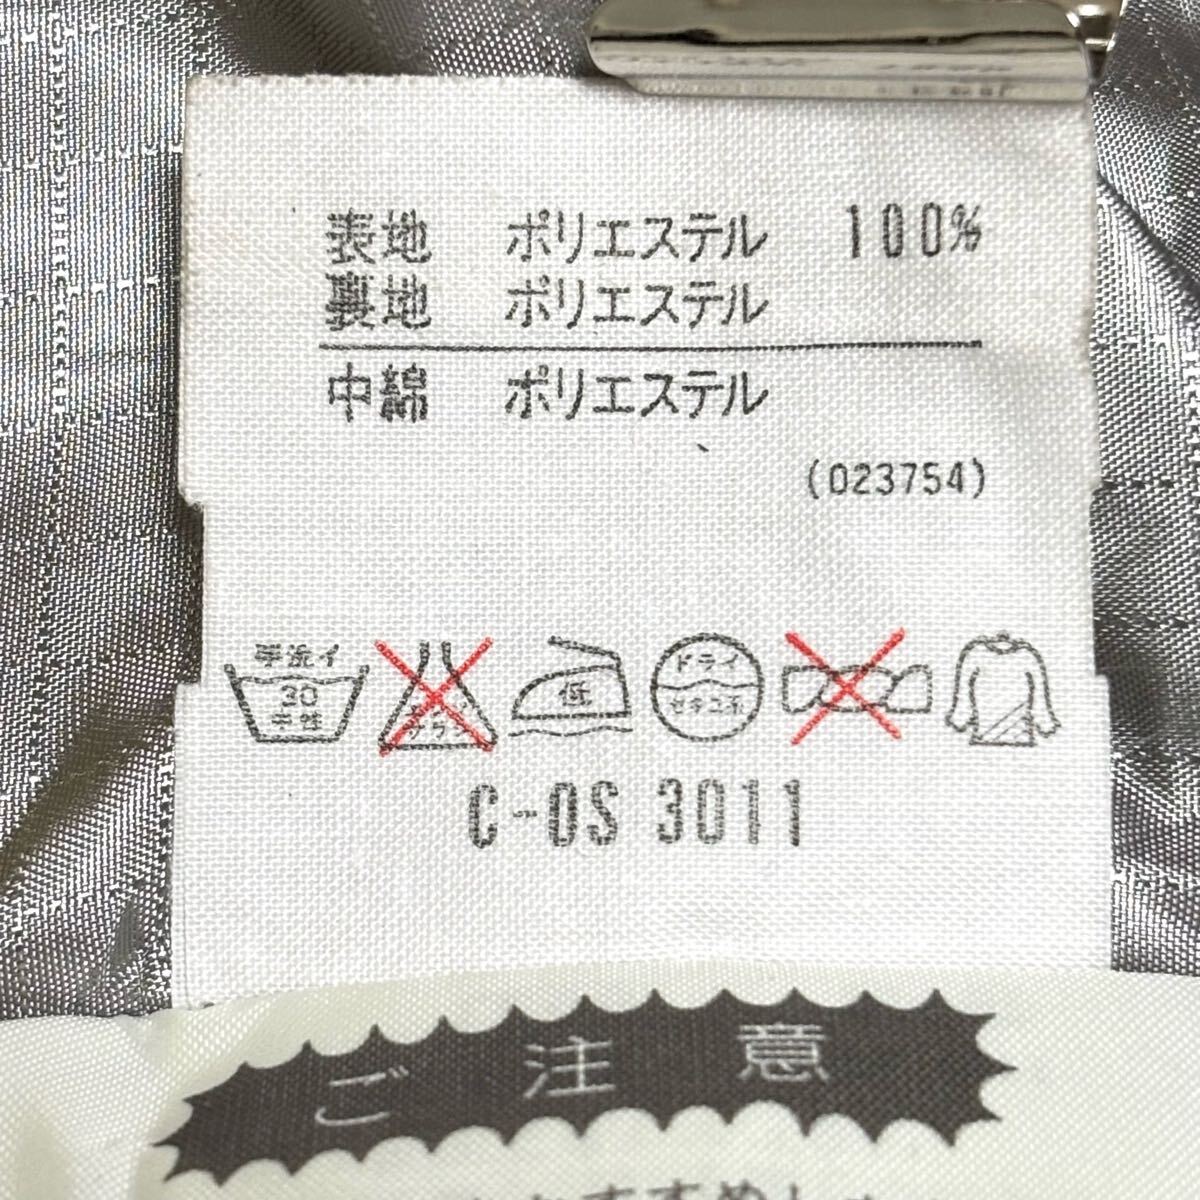 表地 ポリエステル 100%
裏地 ポリエステル
中綿 ポリエステル
(023754)
手洗イ
30
中性
低
ドライ
セキユ系
C-OS 3011
ご注意